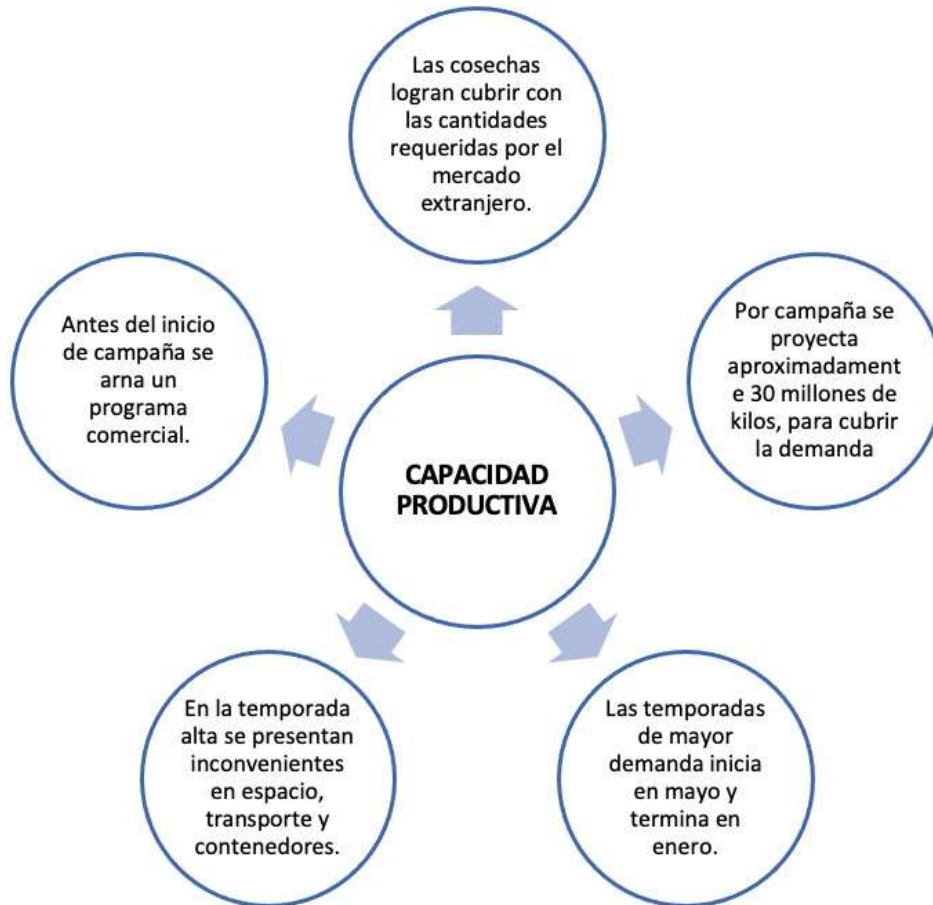 Las cosechas
logran cubrir con
las cantidades
requeridas por el
mercado
extranjero.
Por campaña se
proyecta
aproximadament
e 30 millones de
kilos, para cubrir
la demanda
Las temporadas
de mayor
demanda inicia
en mayo y
termina en
enero.
En la temporada
alta se presentan
inconvenientes
en espacio,
transporte y
contenedores.
Antes del inicio
de campaña se
arna un
programa
comercial.
CAPACIDAD
PRODUCTIVA